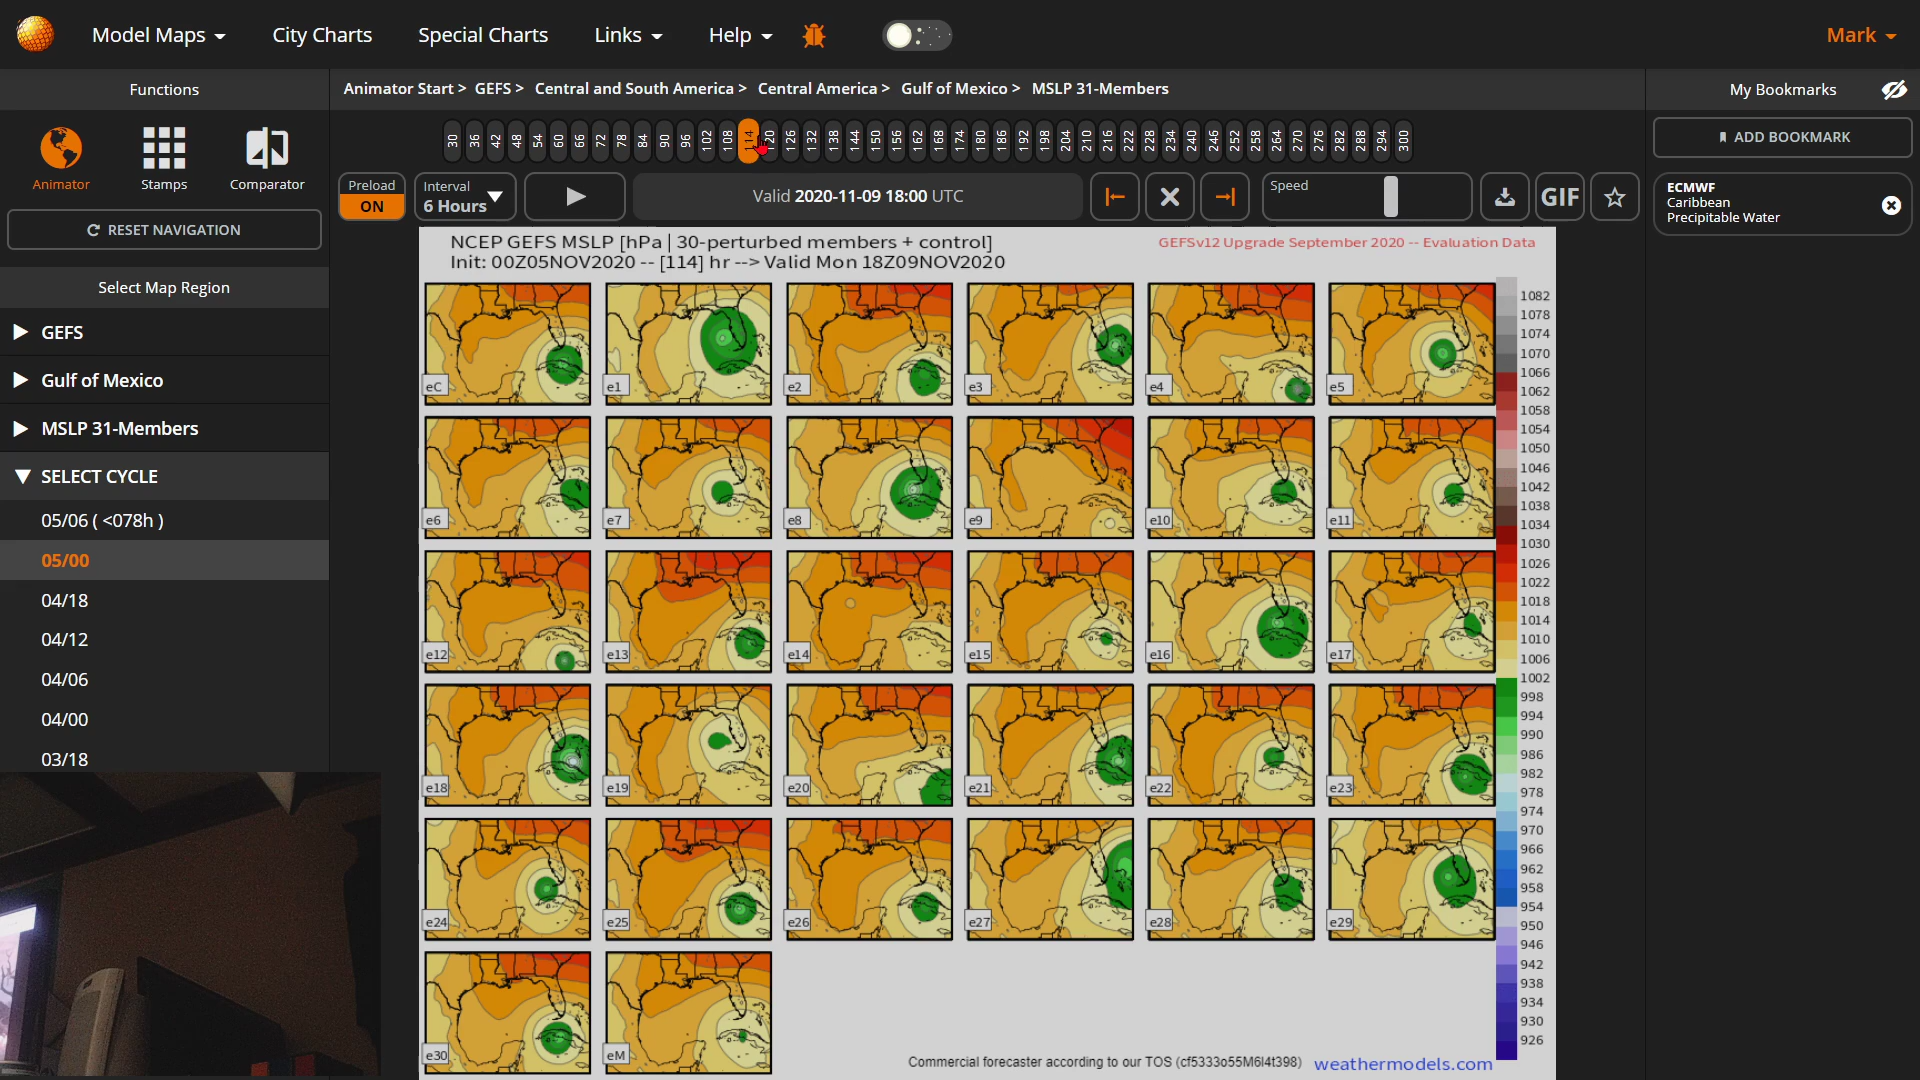 Model Maps
City Charts
Special Charts
Links
Help
Mark
Functions
Animator Start > GEFS > Central and South America > Central America > Gulf of Mexico > MSLP 31-Members
My Bookmarks
Animator
Stamps
Comparator
30 36 42 48 54 60 66 72 78 84 90 96 102 108 114 120 126 132 138 144 150 156 162 168 174 180 186 192 198 204 210 216 222 228 234 240 246 252 258 264 270 276 282 288 294 300
ADD BOOKMARK
Preload
ON
Interval
6 Hours
Valid 2020-11-09 18:00 UTC
Speed
GIF
ECMWF
Caribbean
Precipitable Water
RESET NAVIGATION
Select Map Region
GEFS
Gulf of Mexico
MSLP 31-Members
SELECT CYCLE
05/06 ( <078h )
05/00
04/18
04/12
04/06
04/00
03/18
NCEP GEFS MSLP [hPa | 30-perturbed members + control]
GEFSv12 Upgrade September 2020 -- Evaluation Data
Init: 00Z05NOV2020 -- [114] hr --> Valid Mon 18Z09NOV2020
eC e1 e2 e3 e4 e5
e6 e7 e8 e9 e10 e11
e12 e13 e14 e15 e16 e17
e18 e19 e20 e21 e22 e23
e24 e25 e26 e27 e28 e29
e30 eM
1082
1078
1074
1070
1066
1062
1058
1054
1050
1046
1042
1038
1034
1030
1026
1022
1018
1014
1010
1006
1002
998
994
990
986
982
978
974
970
966
962
958
954
950
946
942
938
934
930
926
Commercial forecaster according to our TOS (cf5333o55M6l4t398)
weathermodels.com